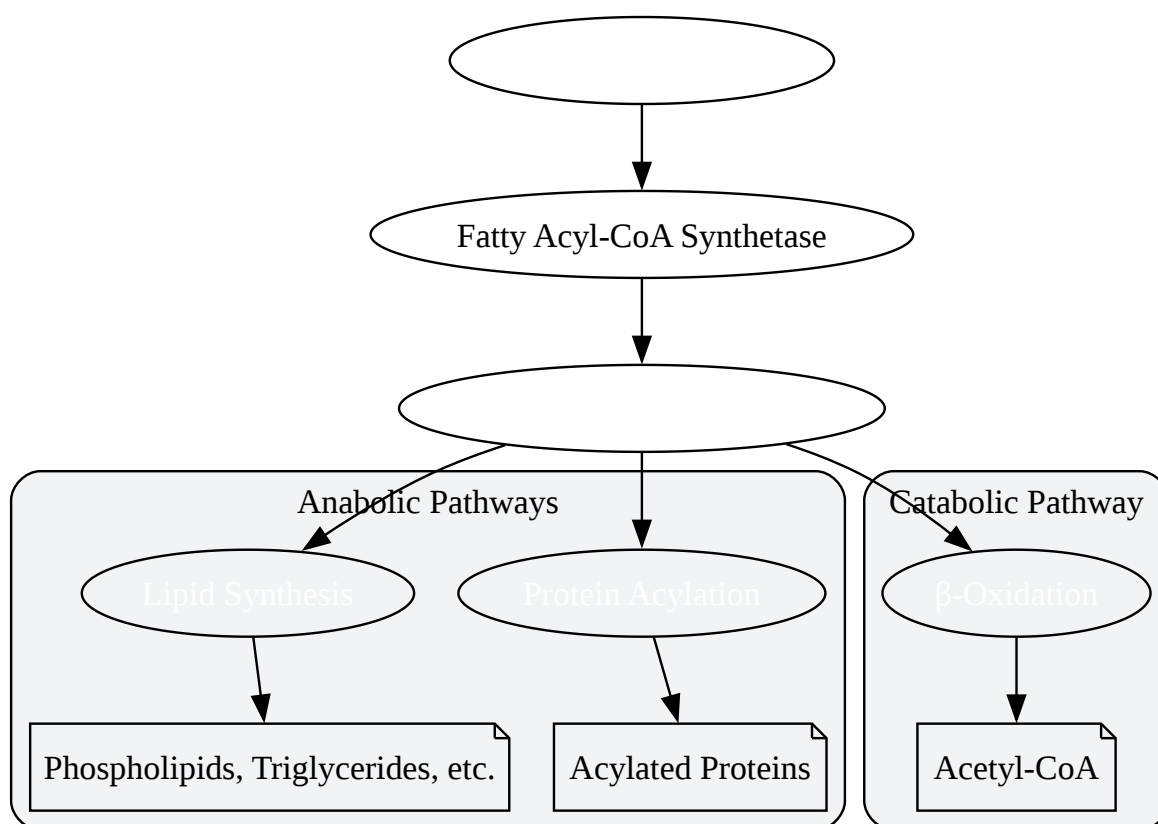 Fatty Acyl-CoA Synthetase
Anabolic Pathways
Catabolic Pathway
Lipid Synthesis
Protein Acylation
β-Oxidation
Phospholipids, Triglycerides, etc.
Acylated Proteins
Acetyl-CoA